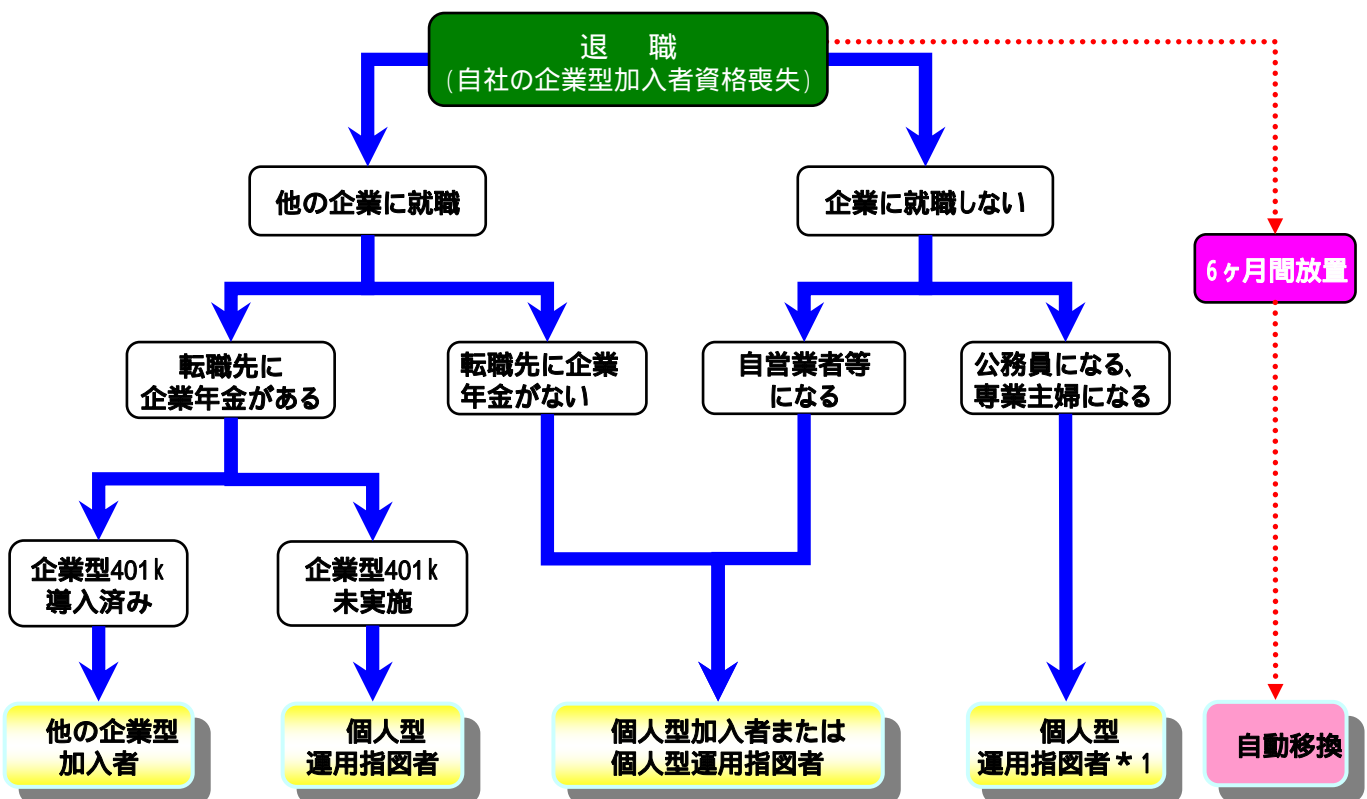 退　職
(自社の企業型加入者資格喪失)
他の企業に就職
企業に就職しない
6ヶ月間放置
転職先に
企業年金がある
転職先に企業
年金がない
自営業者等
になる
公務員になる、
専業主婦になる
企業型401k
導入済み
企業型401k
未実施
他の企業型
加入者
個人型
運用指図者
個人型加入者または
個人型運用指図者
個人型
運用指図者*1
自動移換